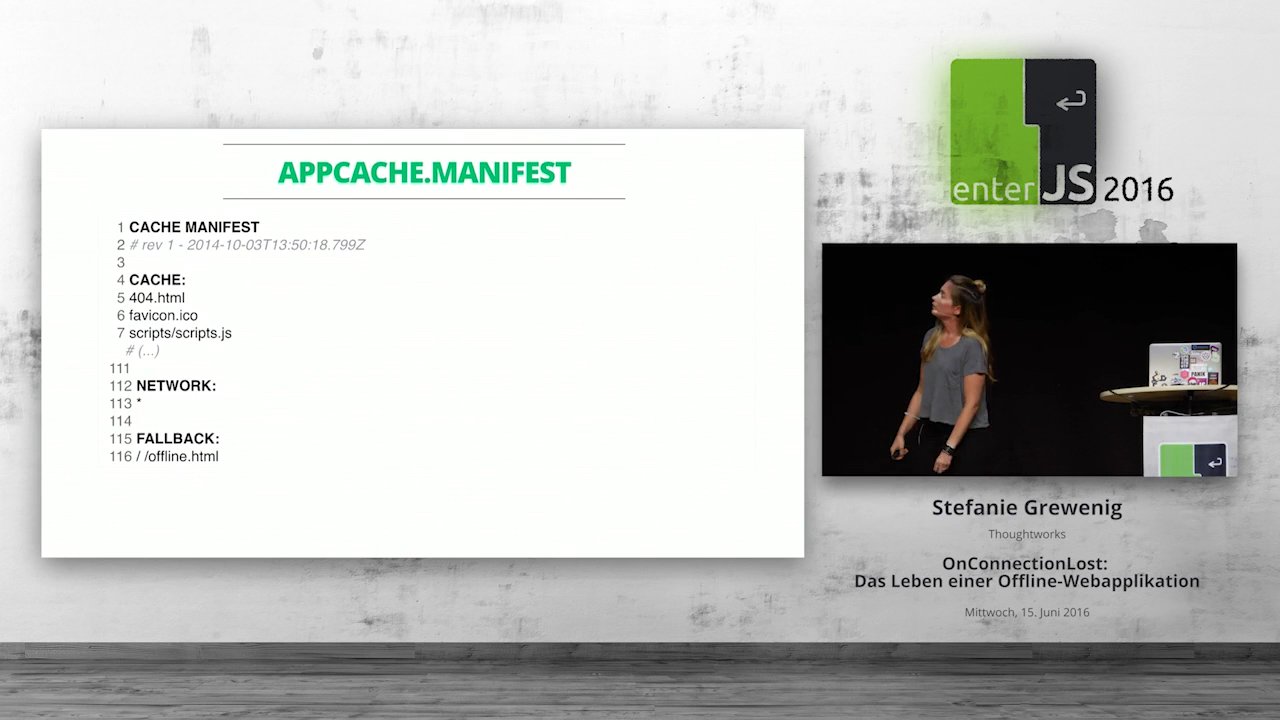 APPCACHE.MANIFEST
1 CACHE MANIFEST
2 # rev 1 - 2014-10-03T13:50:18.799Z
3
4 CACHE:
5 404.html
6 favicon.ico
7 scripts/scripts.js
# (...)
111
112 NETWORK:
113 *
114
115 FALLBACK:
116 / /offline.html
enter JS 2016
Stefanie Grewenig
Thoughtworks
OnConnectionLost:
Das Leben einer Offline-Webapplikation
Mittwoch, 15. Juni 2016